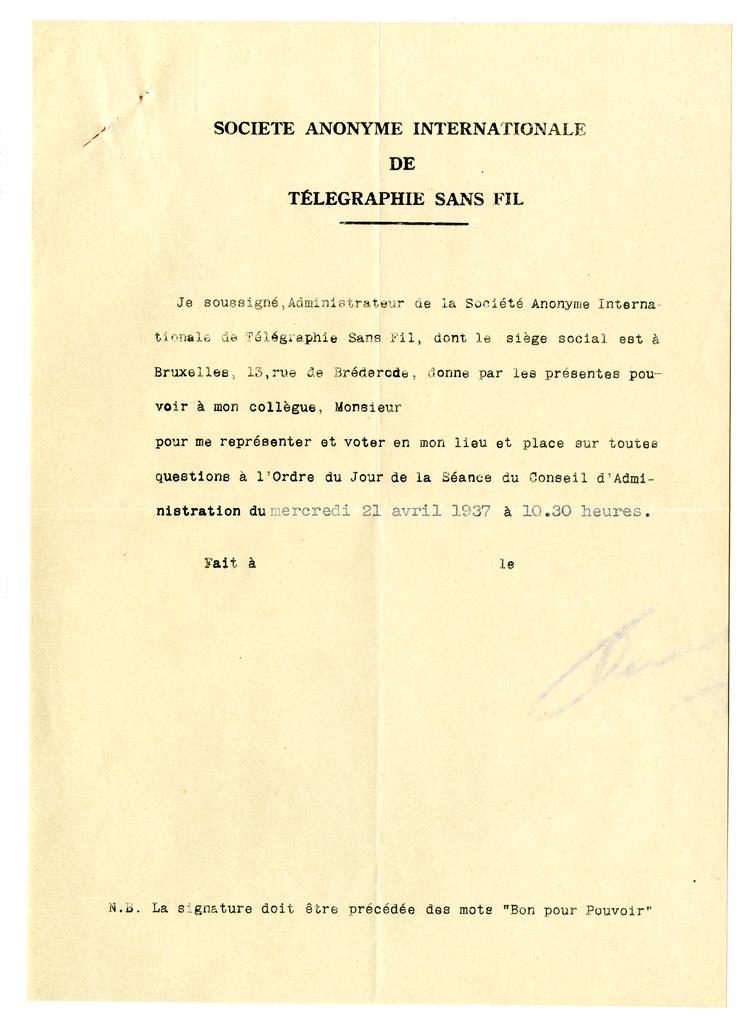 SOCIETE ANONYME INTERNATIONALE
DE
TÉLEGRAPHIE SANS FIL
Je soussigné,Administrateur de la Société Anonyme Interna-
tionale de Télégraphie Sans Fil, dont le siège social est à
Bruxelles, 13,rue de Bréderode, donne par les présentes pou-
voir à mon collègue, Monsieur
pour me représenter et voter en mon lieu et place sur toutes
questions à l'Ordre du Jour de la Séance du Conseil d'Admi-
nistration du mercredi 21 avril 1937 à 10.30 heures.
Fait à le
N.B. La signature doit être précédée des mots "Bon pour Pouvoir"